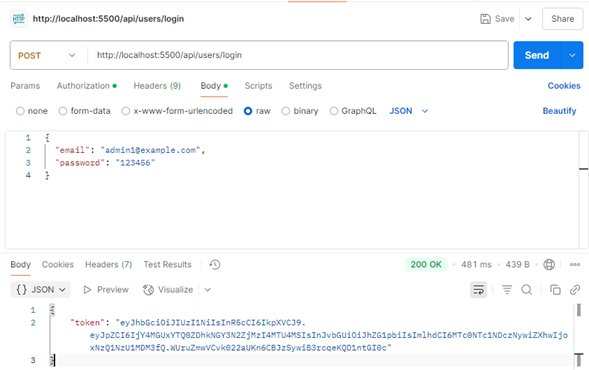 HTTP http://localhost:5500/api/users/login Save Share
POST http://localhost:5500/api/users/login Send
Params Authorization Headers (9) Body Scripts Settings Cookies
none form-data x-www-form-urlencoded raw binary GraphQL JSON Beautify
1 {
2 "email": "admin1@example.com",
3 "password": "123456"
4 }
Body Cookies Headers (7) Test Results 200 OK 481 ms 439 B
{} JSON Preview Visualize
1 {
2 "token": "eyJhbGciOiJIUzI1NiIsInR5cCI6IkpXVCJ9.
eyJpZCI6IjY4MGUxYTQ0ZDhkNGY3N2ZjMzI4MTU4MSIsInJvbGUiOiJhZG1pbiIsImlhdCI6MTc0NTc1NDczNywiZXhwIjo
xNzQ1NzU1MDM3fQ.WUruZmwVCvk022aUKn6CBJzSywiB3rcqeKQD1ntGI0c"
3 }